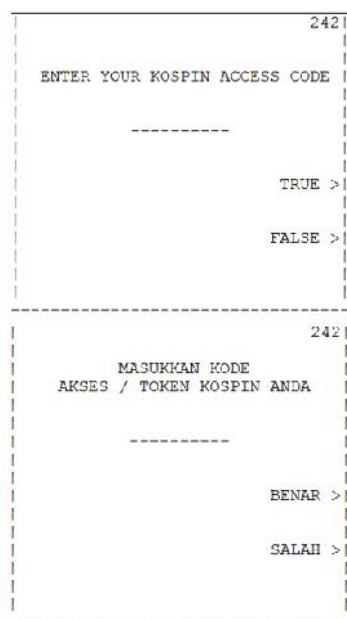 242
ENTER YOUR KOSPIN ACCESS CODE
----------
TRUE >
FALSE >
242
MASUKKAN KODE
AKSES / TOKEN KOSPIN ANDA
----------
BENAR >
SALAH >